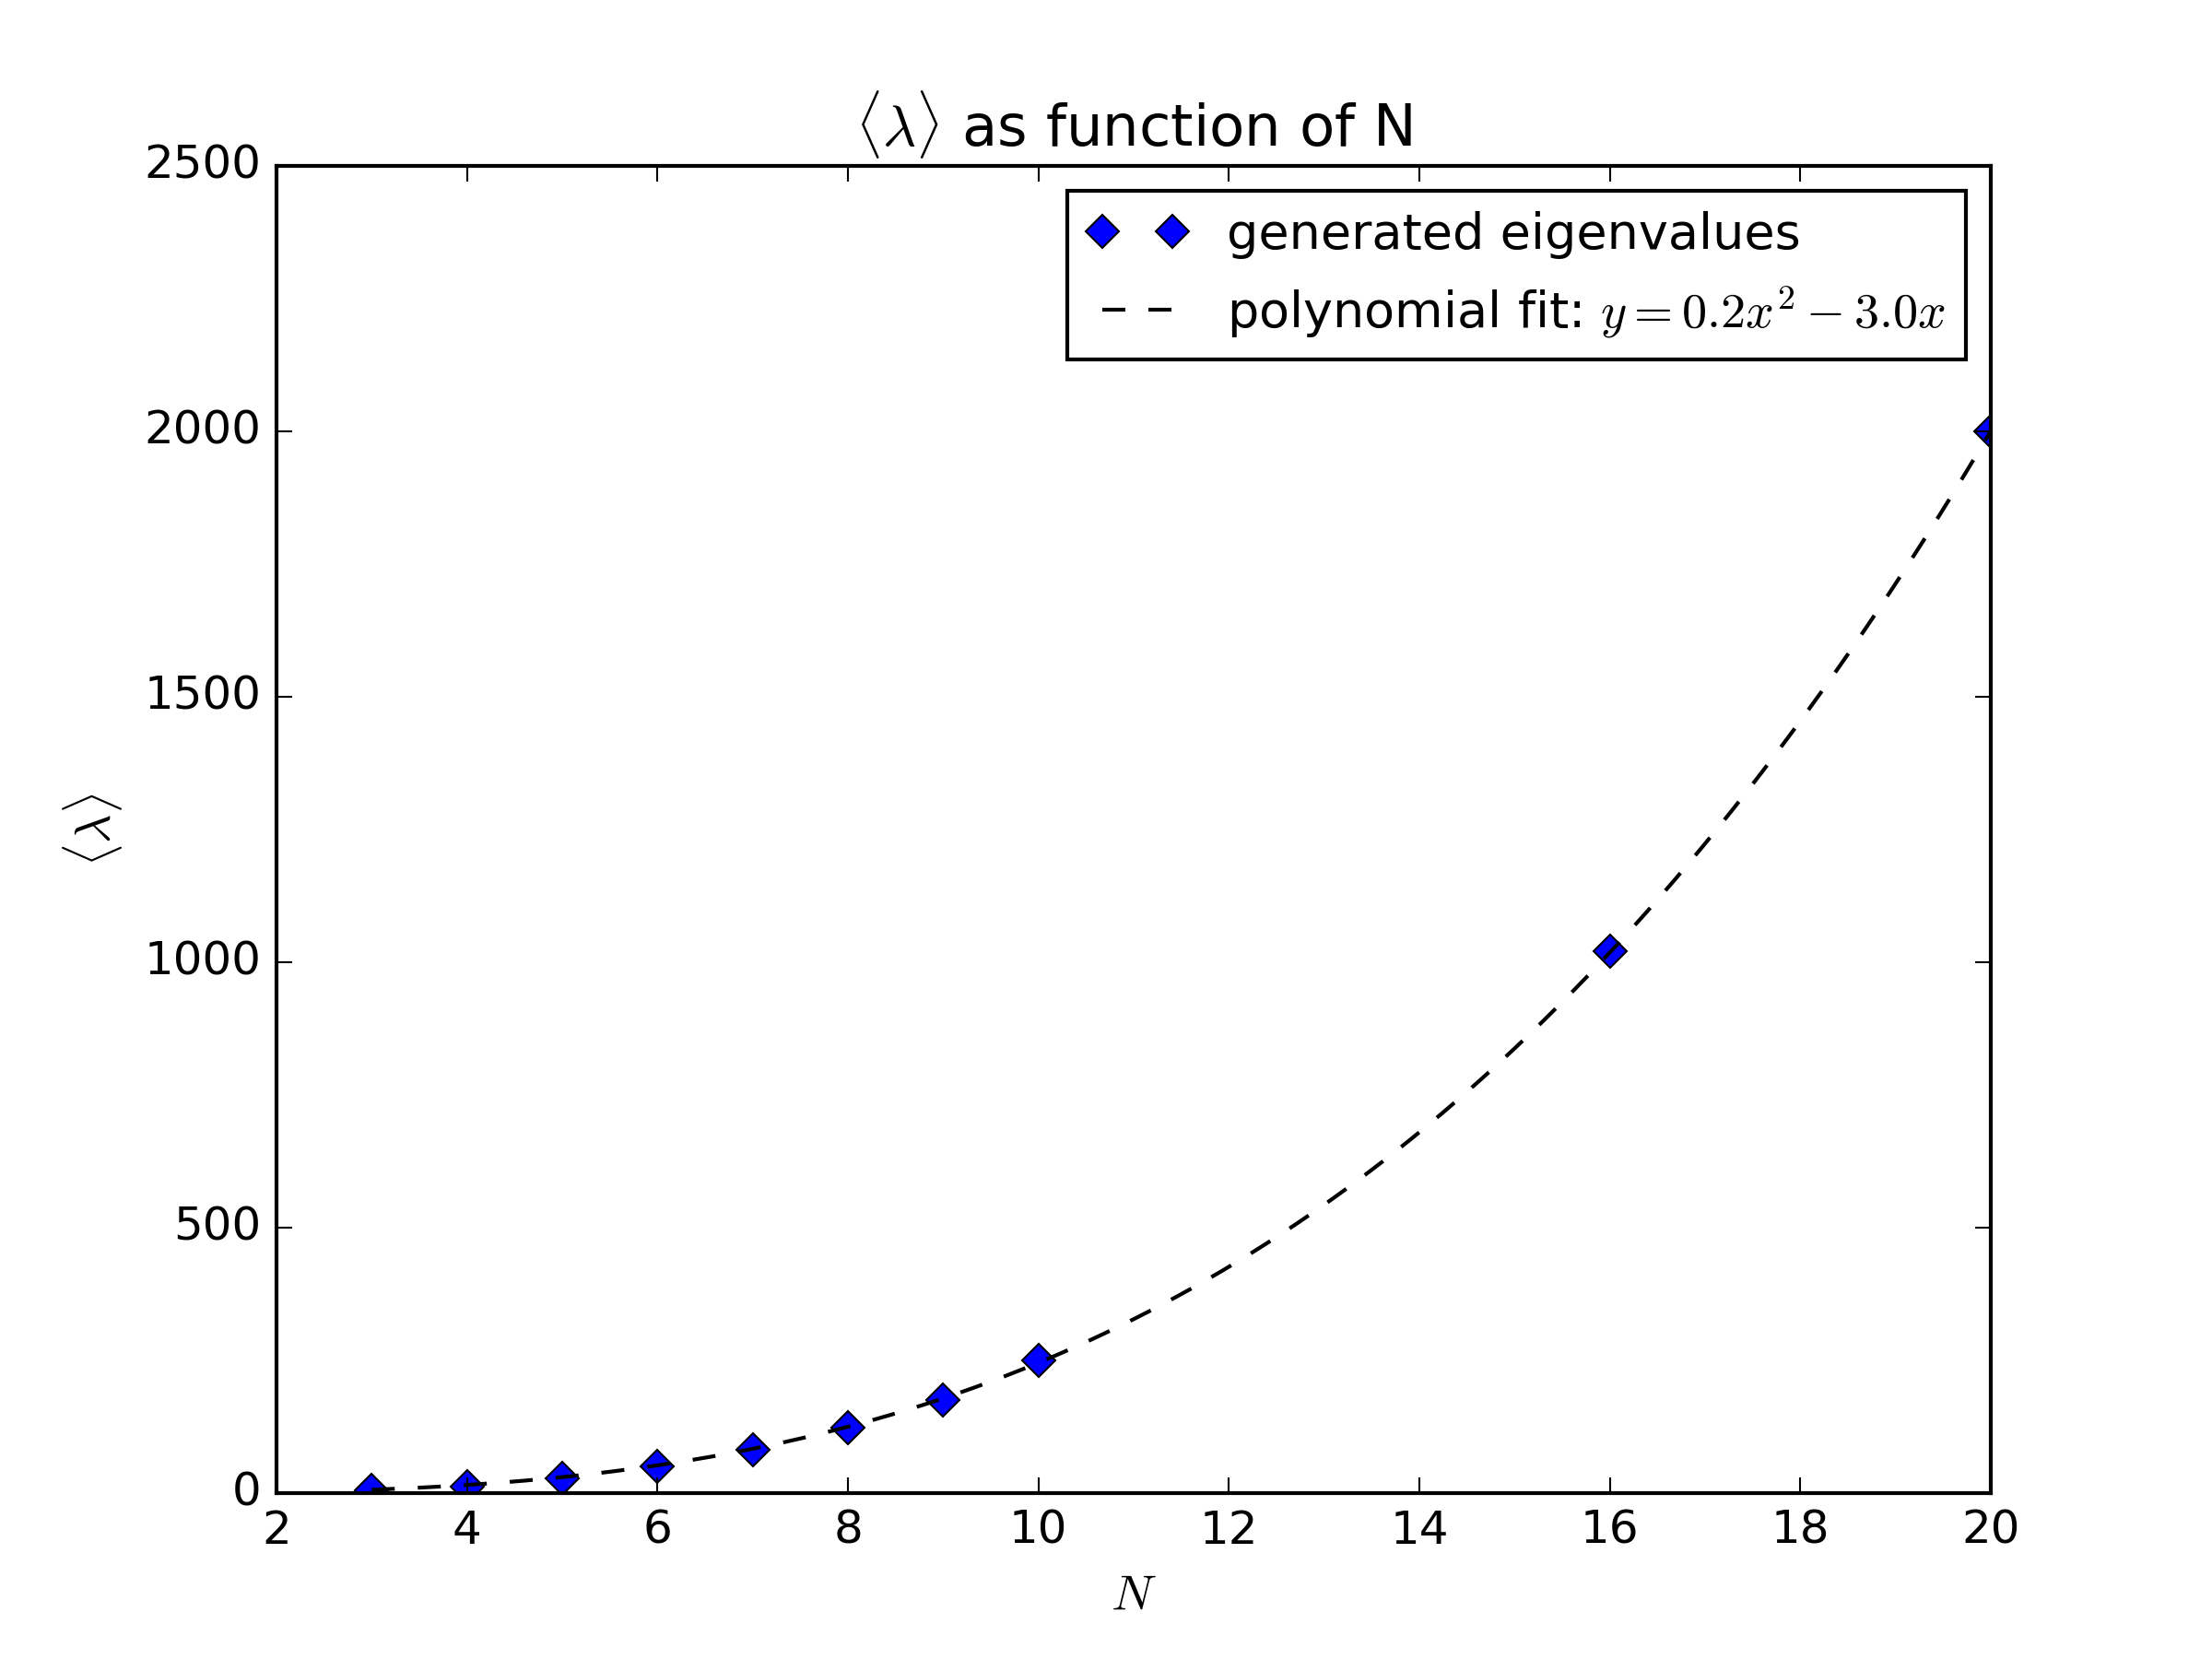 ⟨λ⟩ as function of N
2500
2000
1500
1000
500
0
⟨λ⟩
generated eigenvalues
polynomial fit: y = 0.2x² − 3.0x
2 4 6 8 10 12 14 16 18 20
N